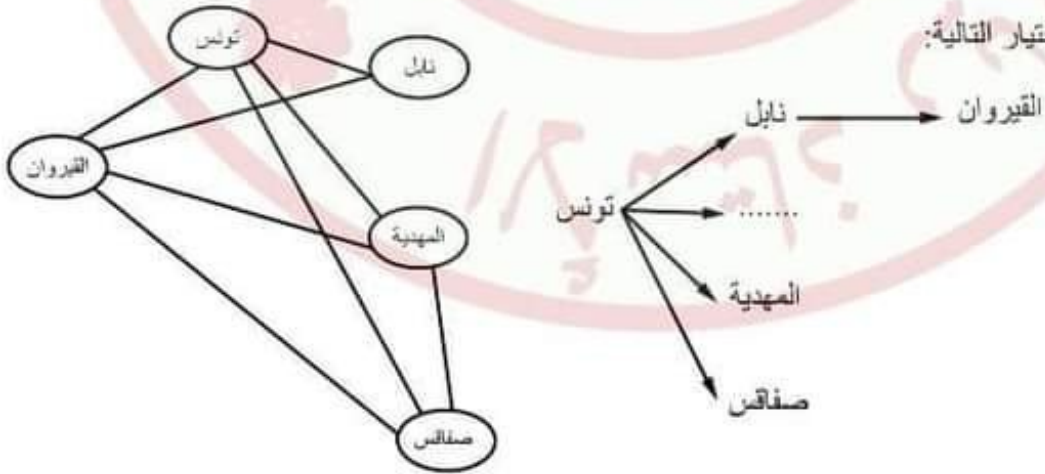 تيار التالية:
تونس
نابل
القيروان
المهدية
صفاقس
نابل
القيروان
تونس
.......
المهدية
صفاقس